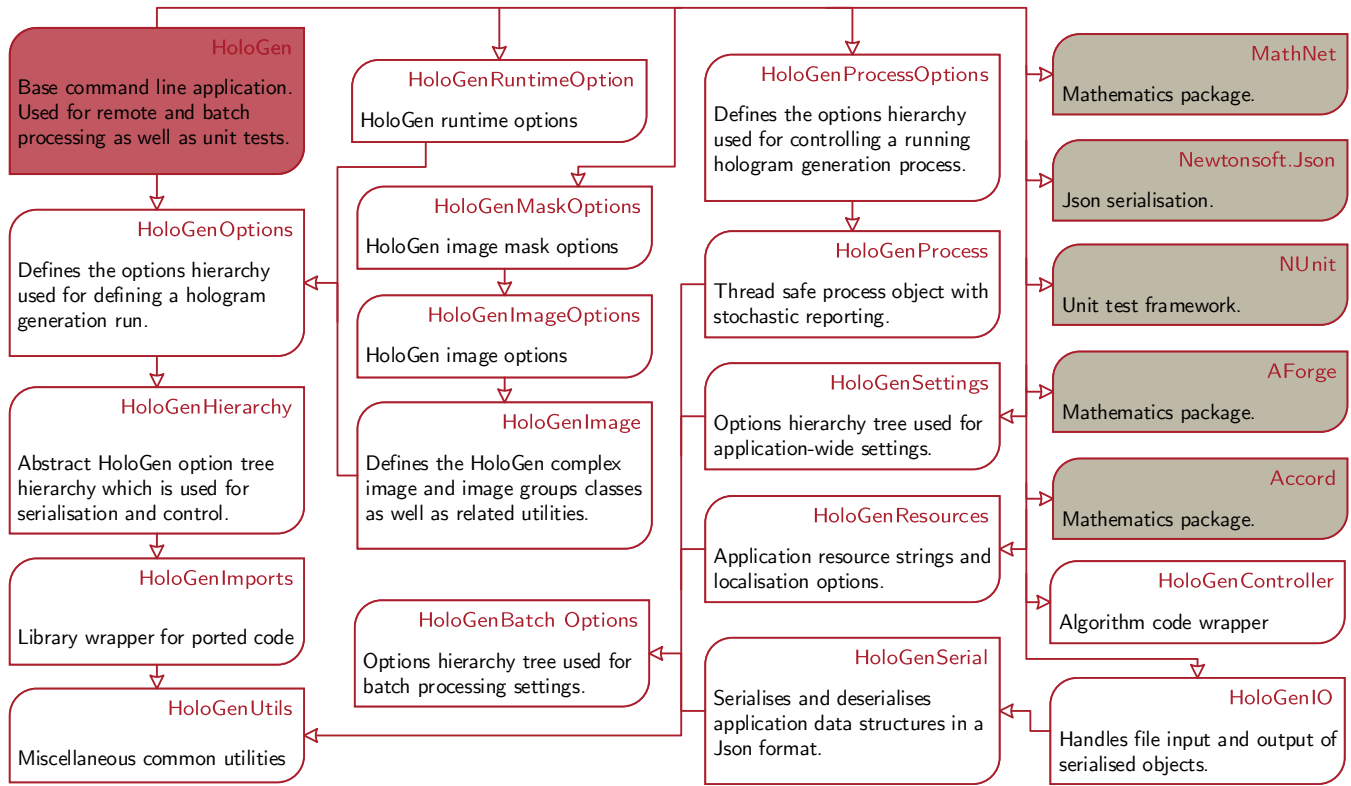 HoloGen
Base command line application.
Used for remote and batch
processing as well as unit tests.
HoloGenOptions
Defines the options hierarchy
used for defining a hologram
generation run.
HoloGenHierarchy
Abstract HoloGen option tree
hierarchy which is used for
serialisation and control.
HoloGenImports
Library wrapper for ported code
HoloGenUtils
Miscellaneous common utilities
HoloGenRuntimeOption
HoloGen runtime options
HoloGenMaskOptions
HoloGen image mask options
HoloGenImageOptions
HoloGen image options
HoloGenImage
Defines the HoloGen complex
image and image groups classes
as well as related utilities.
HoloGenBatch Options
Options hierarchy tree used for
batch processing settings.
HoloGenProcessOptions
Defines the options hierarchy
used for controlling a running
hologram generation process.
HoloGenProcess
Thread safe process object with
stochastic reporting.
HoloGenSettings
Options hierarchy tree used for
application-wide settings.
HoloGenResources
Application resource strings and
localisation options.
HoloGenSerial
Serialises and deserialises
application data structures in a
Json format.
MathNet
Mathematics package.
Newtonsoft.Json
Json serialisation.
NUnit
Unit test framework.
AForge
Mathematics package.
Accord
Mathematics package.
HoloGenController
Algorithm code wrapper
HoloGenIO
Handles file input and output of
serialised objects.